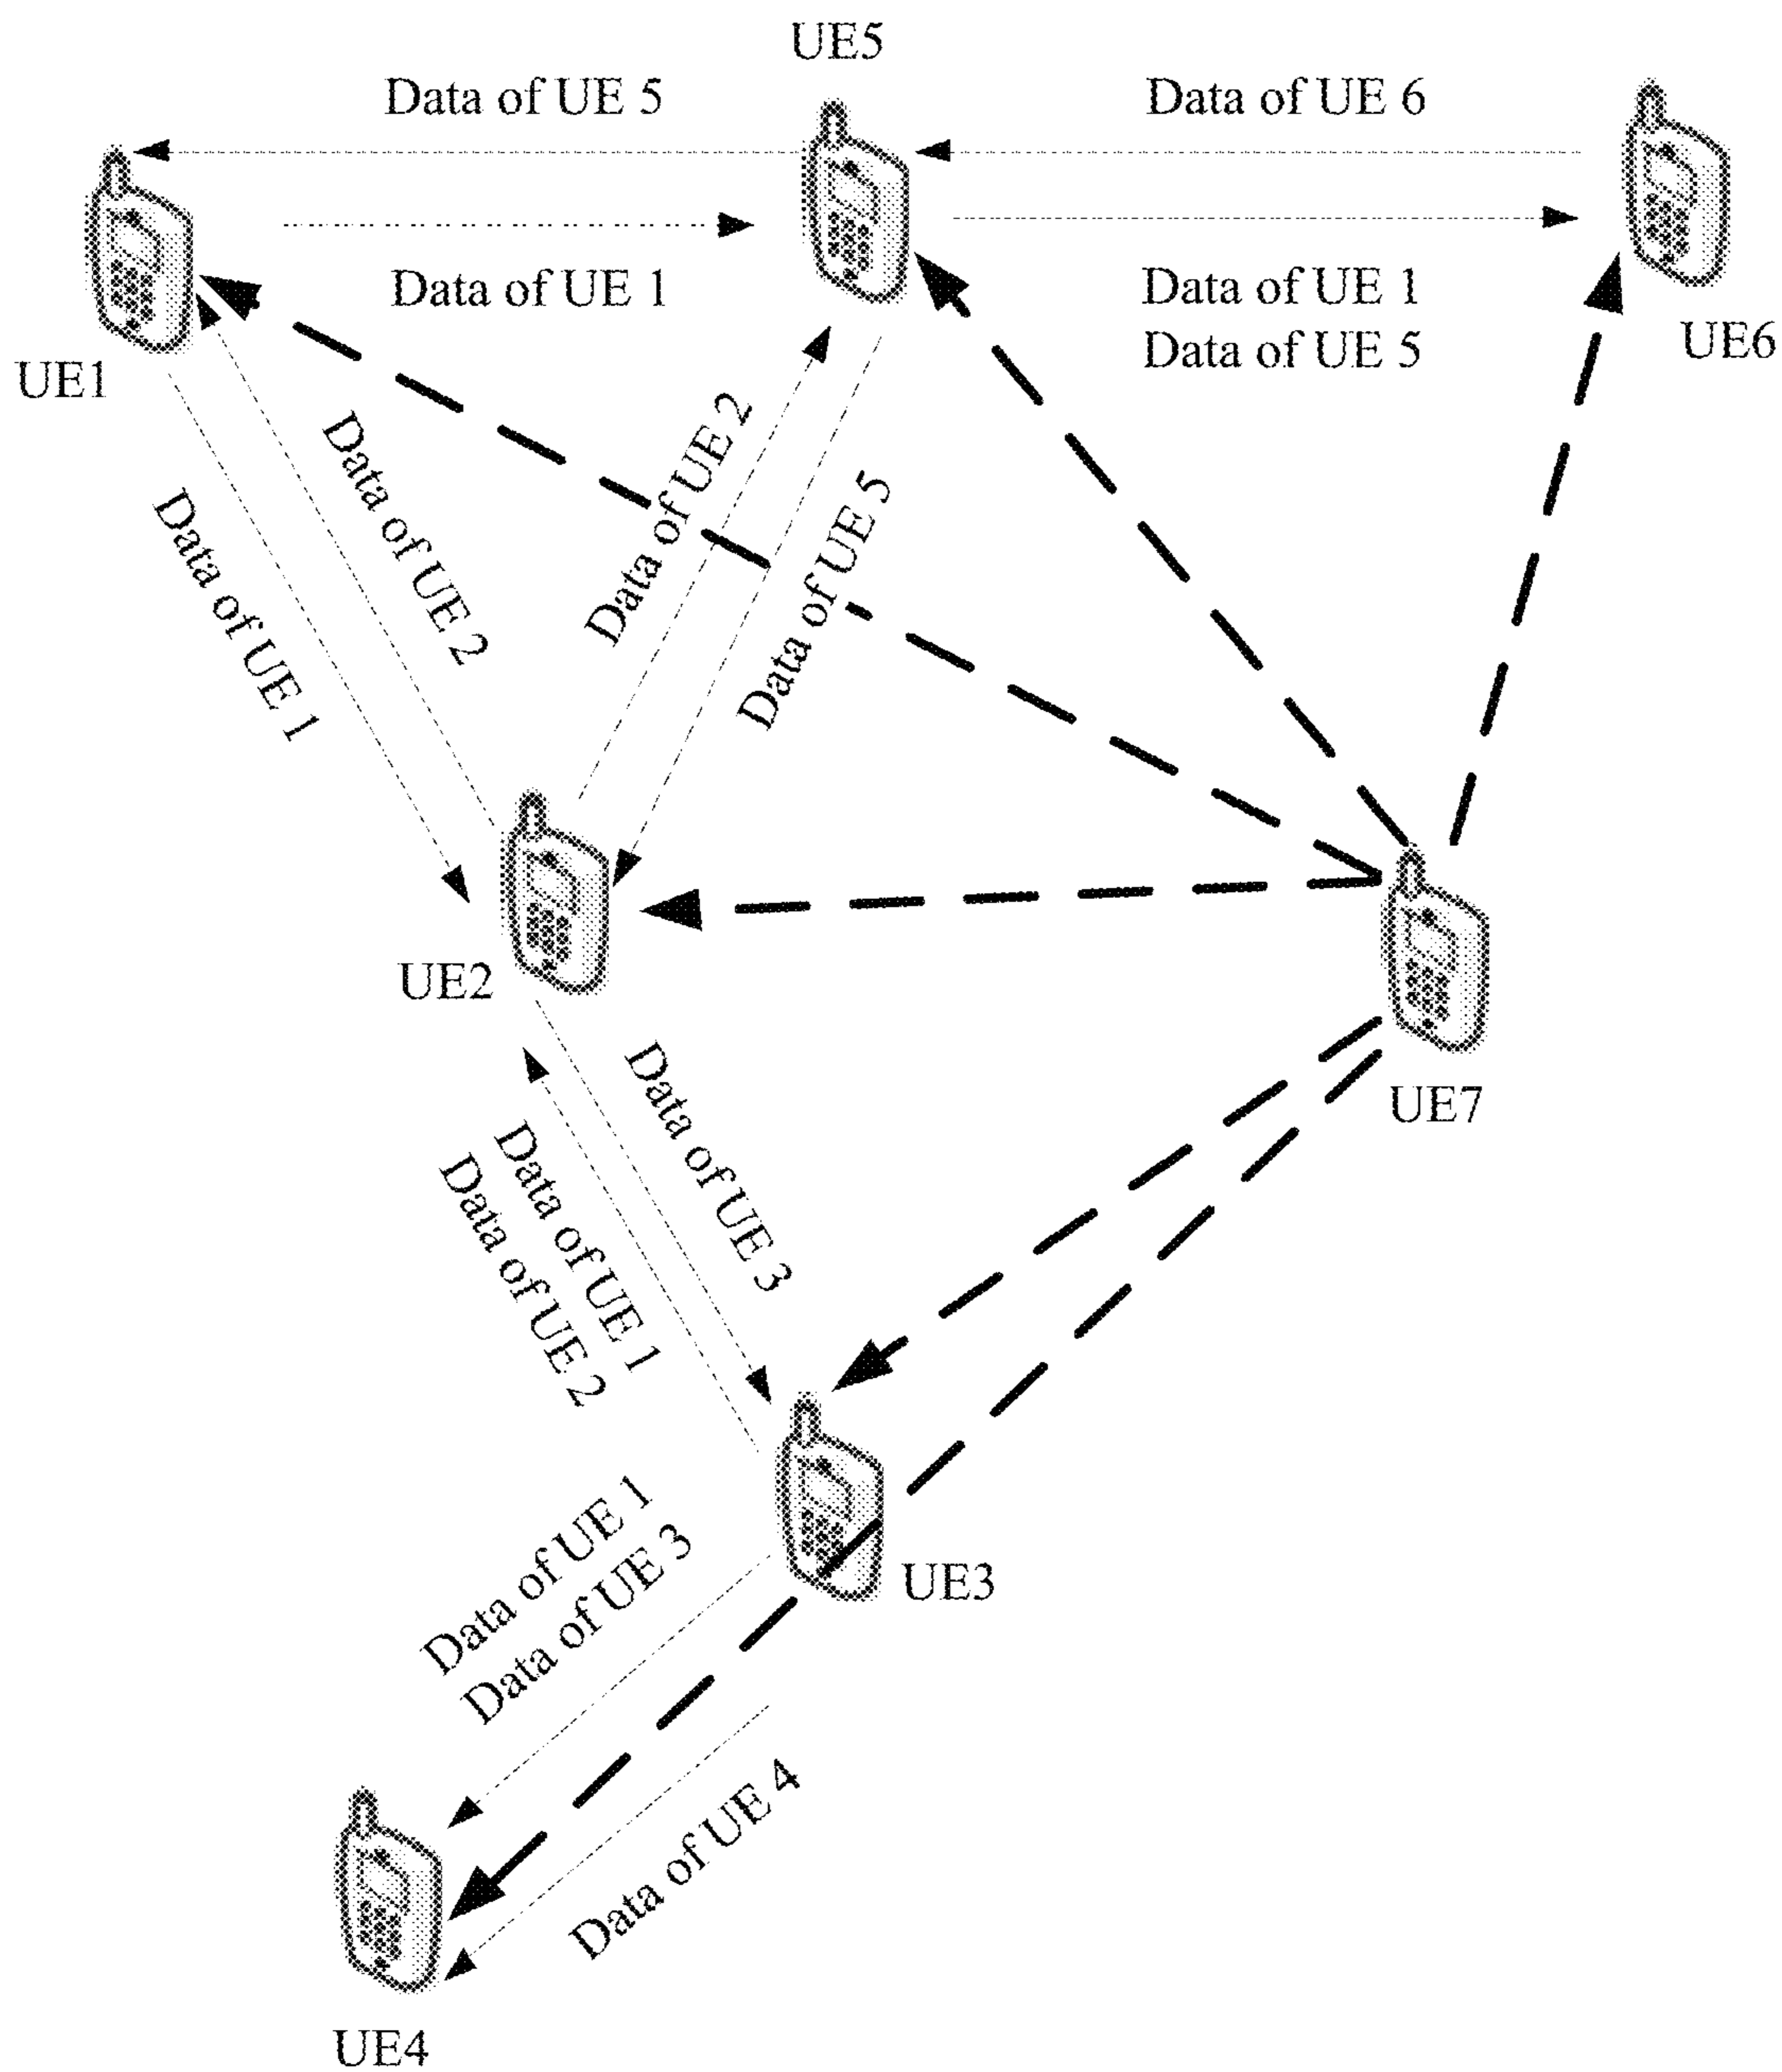 UE5
Data of UE 5
Data of UE 6
Data of UE 1
Data of UE 1
Data of UE 5
UE6
UE1
Data of UE 2
Data of UE 1
Data of UE 2
Data of UE 5
UE2
UE7
Data of UE 3
Data of UE 1
Data of UE 2
Data of UE 1
Data of UE 3
UE3
Data of UE 4
UE4